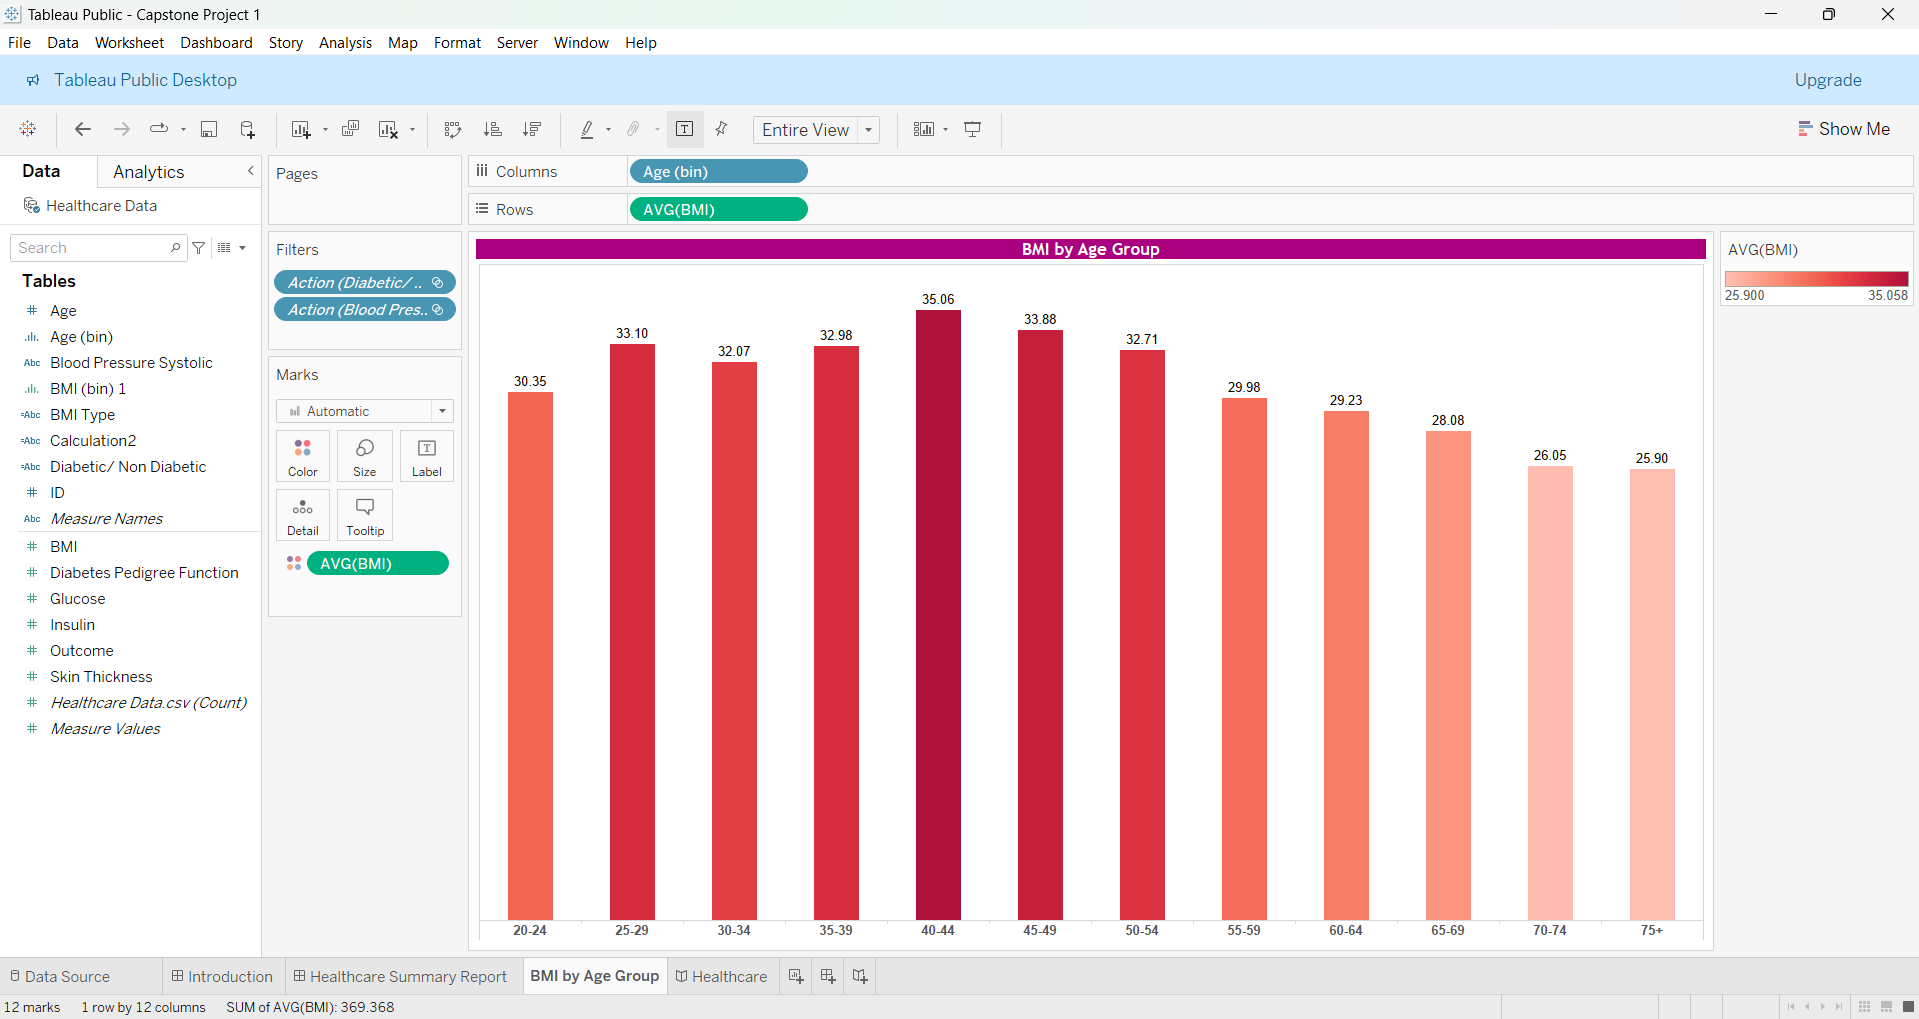 Tableau Public - Capstone Project 1
File Data Worksheet Dashboard Story Analysis Map Format Server Window Help
Tableau Public Desktop Upgrade
Entire View Show Me
Data Analytics
Healthcare Data
Search
Tables
# Age
Age (bin)
Abc Blood Pressure Systolic
BMI (bin) 1
=Abc BMI Type
=Abc Calculation2
=Abc Diabetic/ Non Diabetic
# ID
Abc Measure Names
# BMI
# Diabetes Pedigree Function
# Glucose
# Insulin
# Outcome
# Skin Thickness
# Healthcare Data.csv (Count)
# Measure Values
Pages
Filters
Action (Diabetic/ ..
Action (Blood Pres..
Marks
Automatic
Color Size T Label
Detail Tooltip
AVG(BMI)
Columns Age (bin)
Rows AVG(BMI)
BMI by Age Group
30.35 33.10 32.07 32.98 35.06 33.88 32.71 29.98 29.23 28.08 26.05 25.90
20-24 25-29 30-34 35-39 40-44 45-49 50-54 55-59 60-64 65-69 70-74 75+
AVG(BMI)
25.900 35.058
Data Source Introduction Healthcare Summary Report BMI by Age Group Healthcare
12 marks 1 row by 12 columns SUM of AVG(BMI): 369.368